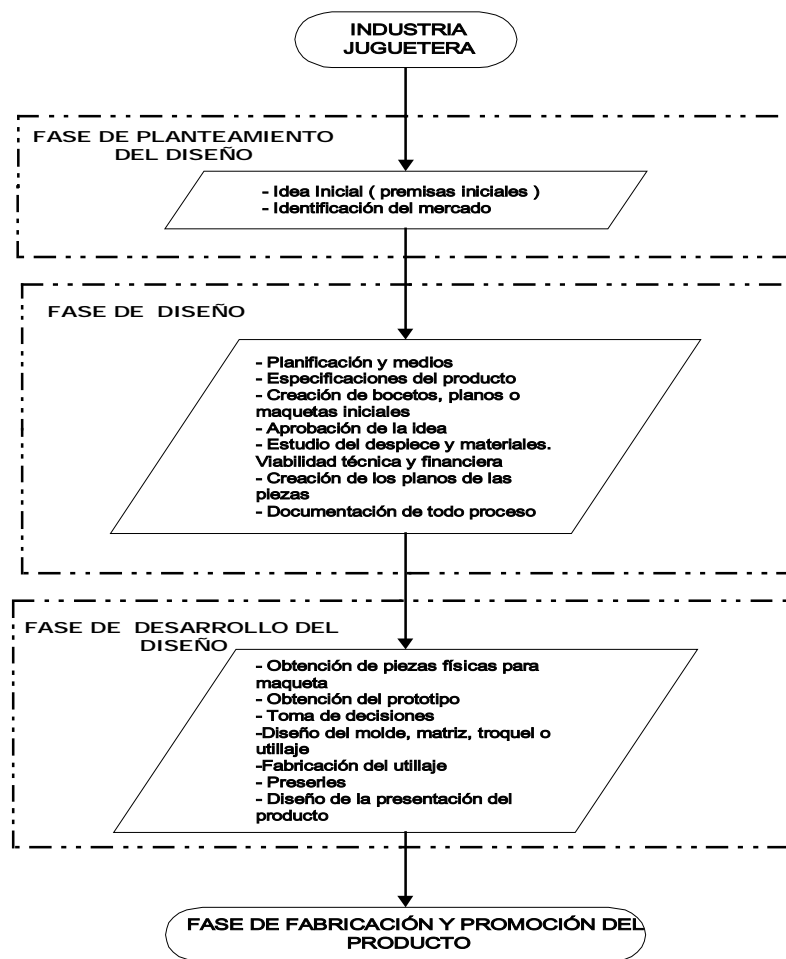 INDUSTRIA
JUGUETERA
FASE DE PLANTEAMIENTO
DEL DISEÑO
- Idea Inicial ( premisas iniciales )
- Identificación del mercado
FASE DE DISEÑO
- Planificación y medios
- Especificaciones del producto
- Creación de bocetos, planos o
maquetas iniciales
- Aprobación de la idea
- Estudio del despiece y materiales.
Viabilidad técnica y financiera
- Creación de los planos de las
piezas
- Documentación de todo proceso
FASE DE DESARROLLO DEL
DISEÑO
- Obtención de piezas físicas para
maqueta
- Obtención del prototipo
- Toma de decisiones
-Diseño del molde, matriz, troquel o
utillaje
-Fabricación del utillaje
- Preseries
- Diseño de la presentación del
producto
FASE DE FABRICACIÓN Y PROMOCIÓN DEL
PRODUCTO